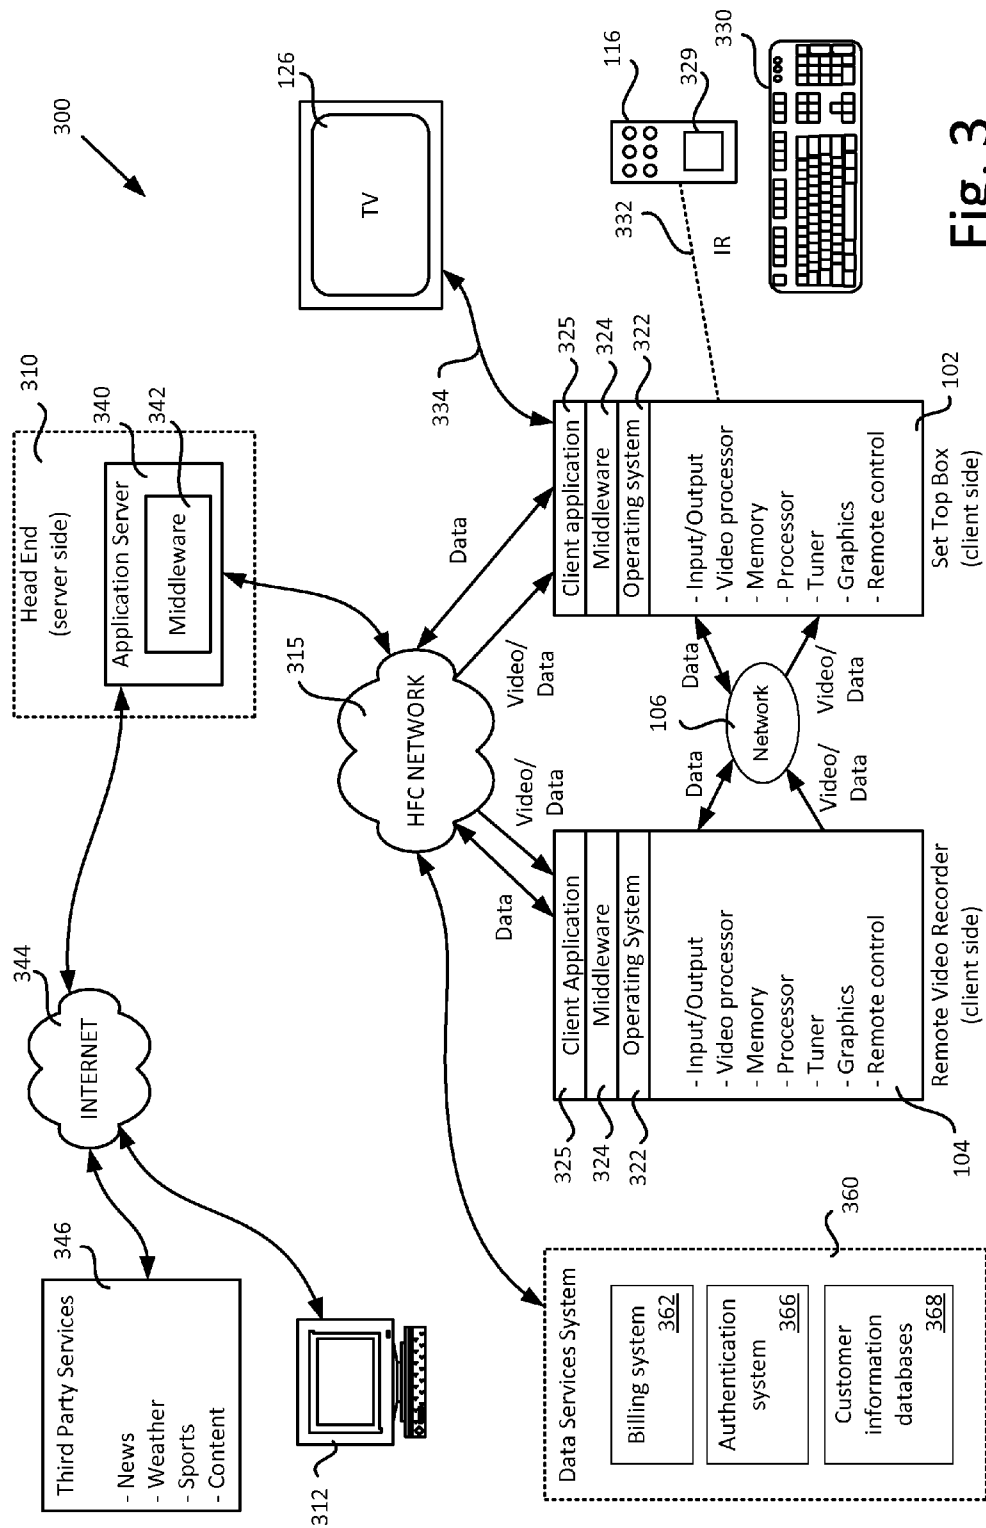 300
Third Party Services
- News
- Weather
- Sports
- Content
346
312
INTERNET
344
Head End
(server side)
310
Application Server
340
Middleware
342
TV
126
334
HFC NETWORK
315
Data
Video/
Data
Data
Video/
Data
Data Services System
360
Billing system
362
Authentication
system
366
Customer
information
databases
368
325
Client Application
324
Middleware
322
Operating System
- Input/Output
- Video processor
- Memory
- Processor
- Tuner
- Graphics
- Remote control
104
Remote Video Recorder
(client side)
Data
Video/
Data
106
Network
Data
Video/
Data
Client application
325
Middleware
324
Operating system
322
- Input/Output
- Video processor
- Memory
- Processor
- Tuner
- Graphics
- Remote control
102
Set Top Box
(client side)
332
IR
116
329
330
Fig. 3